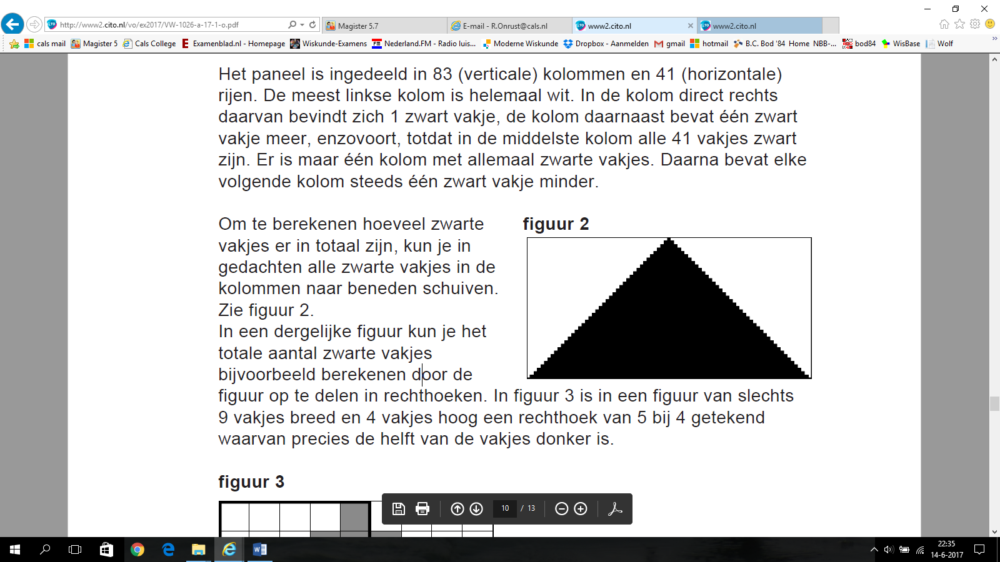 http://www2.cito.nl/vo/ex2017/VW-1026-a-17-1-o.pdf
Magister 5.7
E-mail - R.Onrust@cals.nl
www2.cito.nl
www2.cito.nl
cals mail
Magister 5
Cals College
Examenblad.nl - Homepage
Wiskunde-Examens
Nederland.FM - Radio luis...
Moderne Wiskunde
Dropbox - Aanmelden
gmail
hotmail
B.C. Bod '84 Home NBB-...
bod84
WisBase
Wolf
Het paneel is ingedeeld in 83 (verticale) kolommen en 41 (horizontale)
rijen. De meest linkse kolom is helemaal wit. In de kolom direct rechts
daarvan bevindt zich 1 zwart vakje, de kolom daarnaast bevat één zwart
vakje meer, enzovoort, totdat in de middelste kolom alle 41 vakjes zwart
zijn. Er is maar één kolom met allemaal zwarte vakjes. Daarna bevat elke
volgende kolom steeds één zwart vakje minder.
Om te berekenen hoeveel zwarte
vakjes er in totaal zijn, kun je in
gedachten alle zwarte vakjes in de
kolommen naar beneden schuiven.
Zie figuur 2.
In een dergelijke figuur kun je het
totale aantal zwarte vakjes
bijvoorbeeld berekenen door de
figuur op te delen in rechthoeken. In figuur 3 is in een figuur van slechts
9 vakjes breed en 4 vakjes hoog een rechthoek van 5 bij 4 getekend
waarvan precies de helft van de vakjes donker is.
figuur 2
figuur 3
10 / 13
22:35
14-6-2017